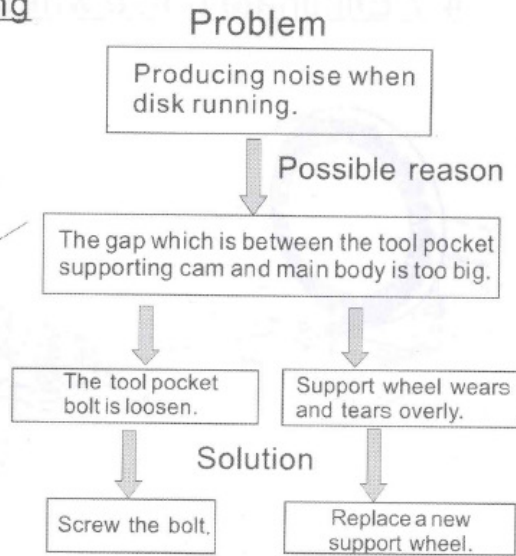 ng
Problem
Producing noise when
disk running.
Possible reason
The gap which is between the tool pocket
supporting cam and main body is too big.
The tool pocket
bolt is loosen.
Support wheel wears
and tears overly.
Solution
Screw the bolt.
Replace a new
support wheel.